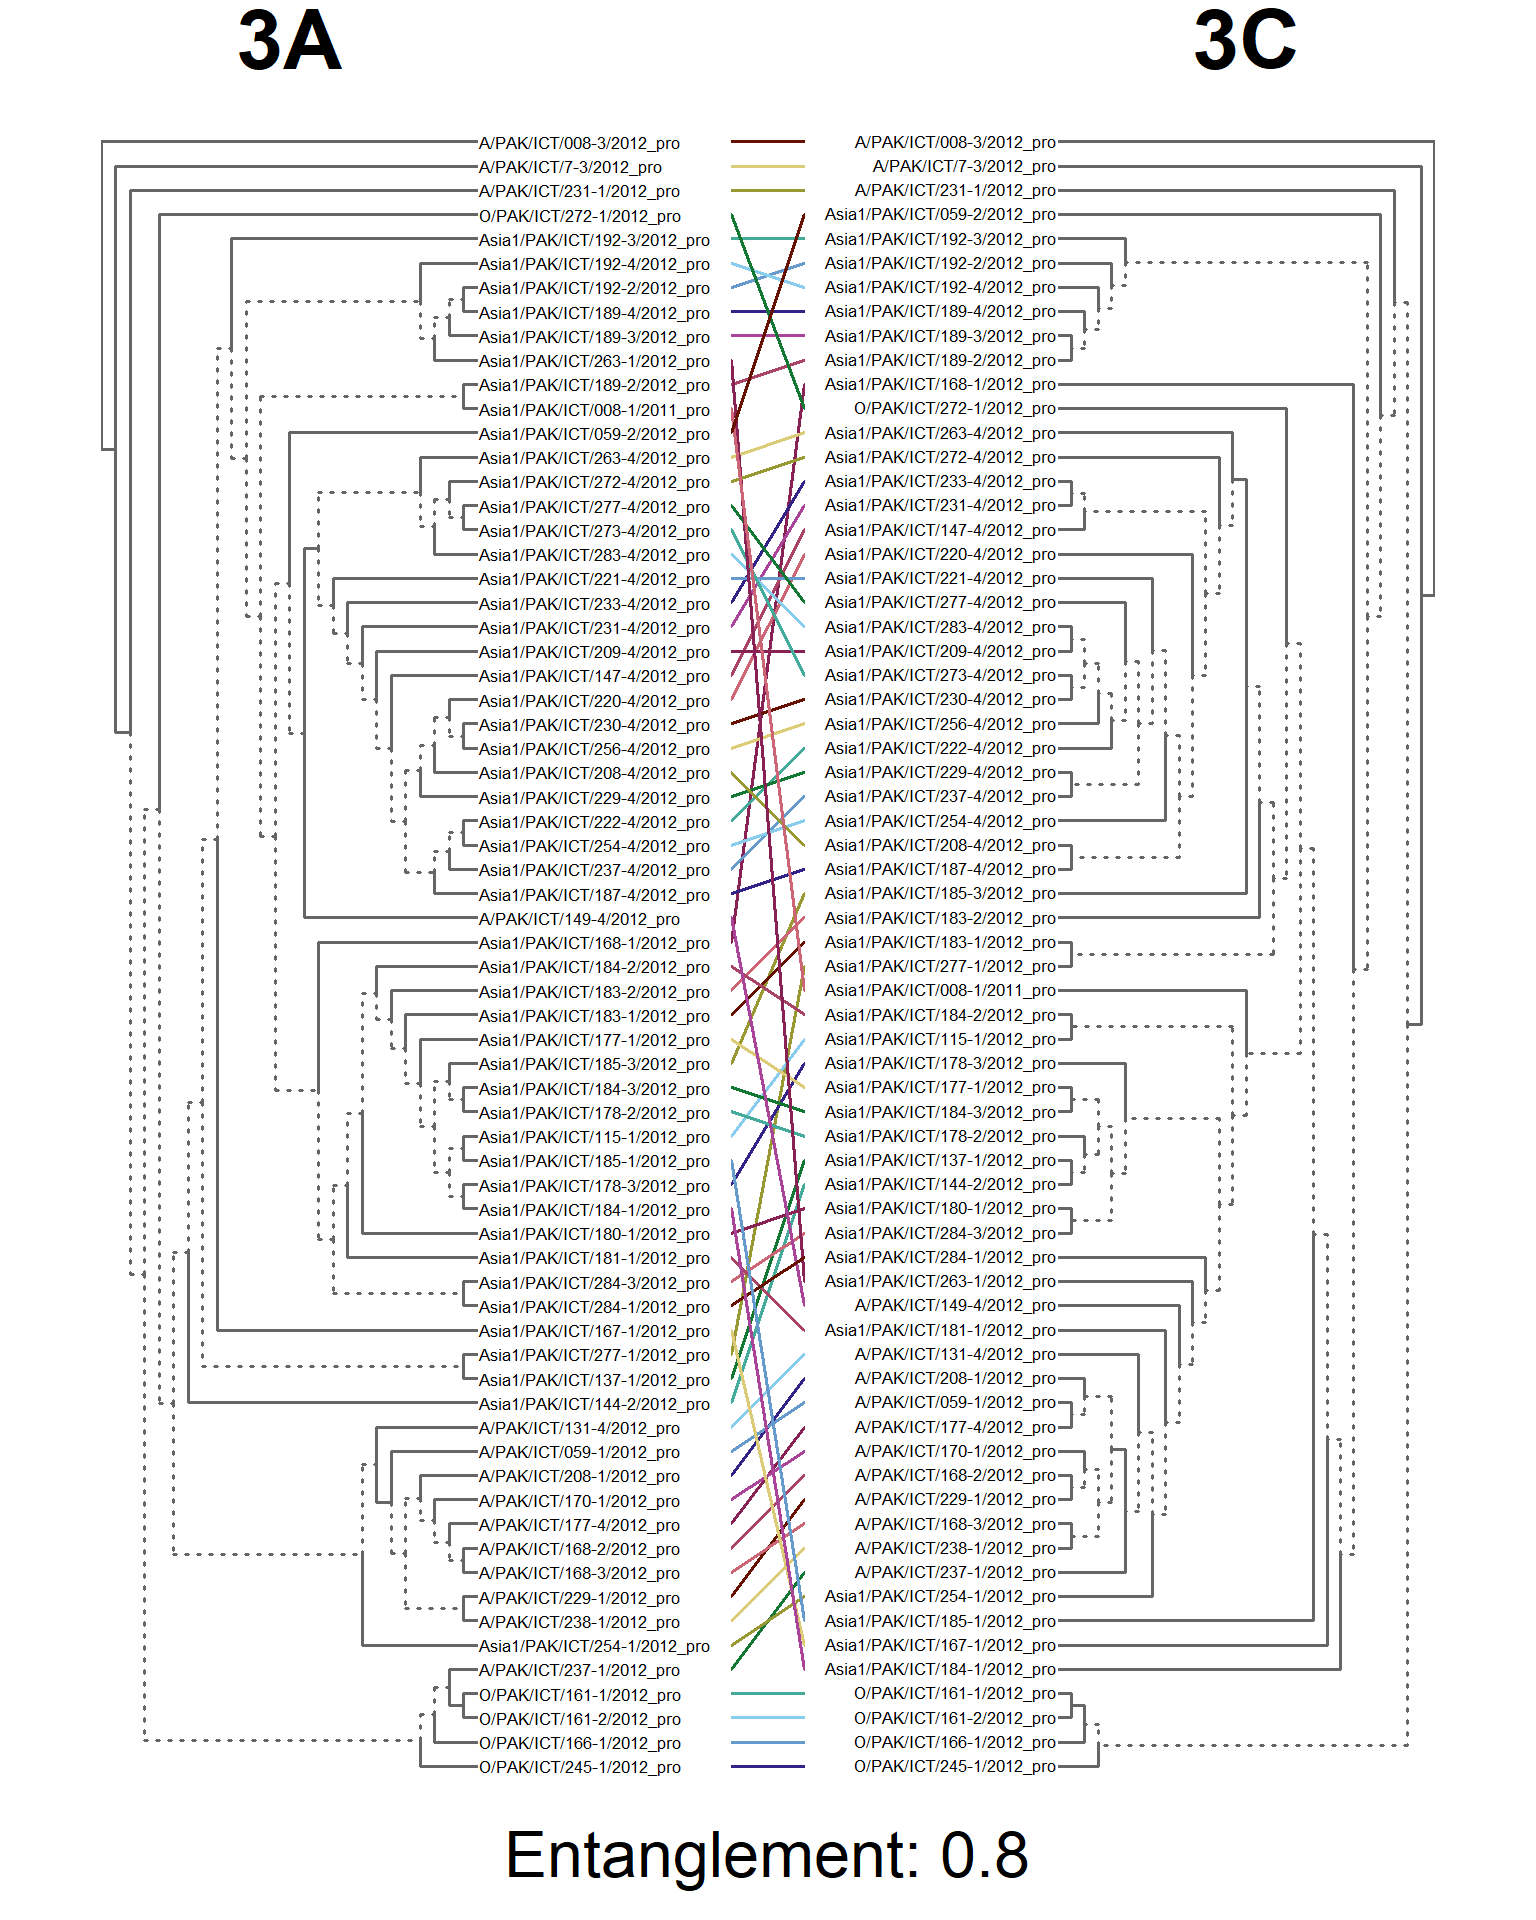 3A 3C
A/PAK/ICT/008-3/2012_pro A/PAK/ICT/008-3/2012_pro
A/PAK/ICT/7-3/2012_pro A/PAK/ICT/7-3/2012_pro
A/PAK/ICT/231-1/2012_pro A/PAK/ICT/231-1/2012_pro
O/PAK/ICT/272-1/2012_pro Asia1/PAK/ICT/059-2/2012_pro
Asia1/PAK/ICT/192-3/2012_pro Asia1/PAK/ICT/192-3/2012_pro
Asia1/PAK/ICT/192-4/2012_pro Asia1/PAK/ICT/192-2/2012_pro
Asia1/PAK/ICT/192-2/2012_pro Asia1/PAK/ICT/192-4/2012_pro
Asia1/PAK/ICT/189-4/2012_pro Asia1/PAK/ICT/189-4/2012_pro
Asia1/PAK/ICT/189-3/2012_pro Asia1/PAK/ICT/189-3/2012_pro
Asia1/PAK/ICT/263-1/2012_pro Asia1/PAK/ICT/189-2/2012_pro
Asia1/PAK/ICT/189-2/2012_pro Asia1/PAK/ICT/168-1/2012_pro
Asia1/PAK/ICT/008-1/2011_pro O/PAK/ICT/272-1/2012_pro
Asia1/PAK/ICT/059-2/2012_pro Asia1/PAK/ICT/263-4/2012_pro
Asia1/PAK/ICT/263-4/2012_pro Asia1/PAK/ICT/272-4/2012_pro
Asia1/PAK/ICT/272-4/2012_pro Asia1/PAK/ICT/233-4/2012_pro
Asia1/PAK/ICT/277-4/2012_pro Asia1/PAK/ICT/231-4/2012_pro
Asia1/PAK/ICT/273-4/2012_pro Asia1/PAK/ICT/147-4/2012_pro
Asia1/PAK/ICT/283-4/2012_pro Asia1/PAK/ICT/220-4/2012_pro
Asia1/PAK/ICT/221-4/2012_pro Asia1/PAK/ICT/221-4/2012_pro
Asia1/PAK/ICT/233-4/2012_pro Asia1/PAK/ICT/277-4/2012_pro
Asia1/PAK/ICT/231-4/2012_pro Asia1/PAK/ICT/283-4/2012_pro
Asia1/PAK/ICT/209-4/2012_pro Asia1/PAK/ICT/209-4/2012_pro
Asia1/PAK/ICT/147-4/2012_pro Asia1/PAK/ICT/273-4/2012_pro
Asia1/PAK/ICT/220-4/2012_pro Asia1/PAK/ICT/230-4/2012_pro
Asia1/PAK/ICT/230-4/2012_pro Asia1/PAK/ICT/256-4/2012_pro
Asia1/PAK/ICT/256-4/2012_pro Asia1/PAK/ICT/222-4/2012_pro
Asia1/PAK/ICT/208-4/2012_pro Asia1/PAK/ICT/229-4/2012_pro
Asia1/PAK/ICT/229-4/2012_pro Asia1/PAK/ICT/237-4/2012_pro
Asia1/PAK/ICT/222-4/2012_pro Asia1/PAK/ICT/254-4/2012_pro
Asia1/PAK/ICT/254-4/2012_pro Asia1/PAK/ICT/208-4/2012_pro
Asia1/PAK/ICT/237-4/2012_pro Asia1/PAK/ICT/187-4/2012_pro
Asia1/PAK/ICT/187-4/2012_pro Asia1/PAK/ICT/185-3/2012_pro
A/PAK/ICT/149-4/2012_pro Asia1/PAK/ICT/183-2/2012_pro
Asia1/PAK/ICT/168-1/2012_pro Asia1/PAK/ICT/183-1/2012_pro
Asia1/PAK/ICT/184-2/2012_pro Asia1/PAK/ICT/277-1/2012_pro
Asia1/PAK/ICT/183-2/2012_pro Asia1/PAK/ICT/008-1/2011_pro
Asia1/PAK/ICT/183-1/2012_pro Asia1/PAK/ICT/184-2/2012_pro
Asia1/PAK/ICT/177-1/2012_pro Asia1/PAK/ICT/115-1/2012_pro
Asia1/PAK/ICT/185-3/2012_pro Asia1/PAK/ICT/178-3/2012_pro
Asia1/PAK/ICT/184-3/2012_pro Asia1/PAK/ICT/177-1/2012_pro
Asia1/PAK/ICT/178-2/2012_pro Asia1/PAK/ICT/184-3/2012_pro
Asia1/PAK/ICT/115-1/2012_pro Asia1/PAK/ICT/178-2/2012_pro
Asia1/PAK/ICT/185-1/2012_pro Asia1/PAK/ICT/137-1/2012_pro
Asia1/PAK/ICT/178-3/2012_pro Asia1/PAK/ICT/144-2/2012_pro
Asia1/PAK/ICT/184-1/2012_pro Asia1/PAK/ICT/180-1/2012_pro
Asia1/PAK/ICT/180-1/2012_pro Asia1/PAK/ICT/284-3/2012_pro
Asia1/PAK/ICT/181-1/2012_pro Asia1/PAK/ICT/284-1/2012_pro
Asia1/PAK/ICT/284-3/2012_pro Asia1/PAK/ICT/263-1/2012_pro
Asia1/PAK/ICT/284-1/2012_pro A/PAK/ICT/149-4/2012_pro
Asia1/PAK/ICT/167-1/2012_pro Asia1/PAK/ICT/181-1/2012_pro
Asia1/PAK/ICT/277-1/2012_pro A/PAK/ICT/131-4/2012_pro
Asia1/PAK/ICT/137-1/2012_pro A/PAK/ICT/208-1/2012_pro
Asia1/PAK/ICT/144-2/2012_pro A/PAK/ICT/059-1/2012_pro
A/PAK/ICT/131-4/2012_pro A/PAK/ICT/177-4/2012_pro
A/PAK/ICT/059-1/2012_pro A/PAK/ICT/170-1/2012_pro
A/PAK/ICT/208-1/2012_pro A/PAK/ICT/168-2/2012_pro
A/PAK/ICT/170-1/2012_pro A/PAK/ICT/229-1/2012_pro
A/PAK/ICT/177-4/2012_pro A/PAK/ICT/168-3/2012_pro
A/PAK/ICT/168-2/2012_pro A/PAK/ICT/238-1/2012_pro
A/PAK/ICT/168-3/2012_pro A/PAK/ICT/237-1/2012_pro
A/PAK/ICT/229-1/2012_pro Asia1/PAK/ICT/254-1/2012_pro
A/PAK/ICT/238-1/2012_pro Asia1/PAK/ICT/185-1/2012_pro
Asia1/PAK/ICT/254-1/2012_pro Asia1/PAK/ICT/167-1/2012_pro
A/PAK/ICT/237-1/2012_pro Asia1/PAK/ICT/184-1/2012_pro
O/PAK/ICT/161-1/2012_pro O/PAK/ICT/161-1/2012_pro
O/PAK/ICT/161-2/2012_pro O/PAK/ICT/161-2/2012_pro
O/PAK/ICT/166-1/2012_pro O/PAK/ICT/166-1/2012_pro
O/PAK/ICT/245-1/2012_pro O/PAK/ICT/245-1/2012_pro
Entanglement: 0.8